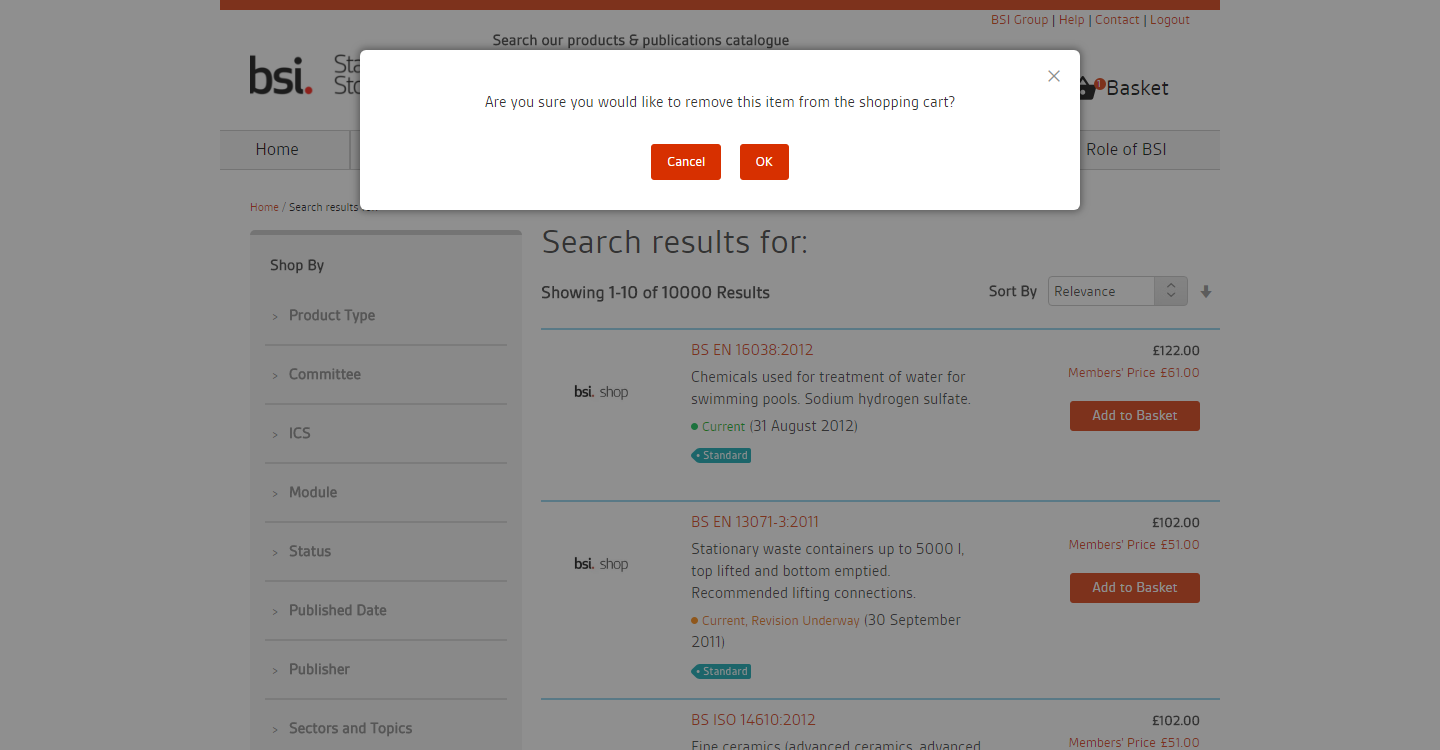 BSI Group | Help | Contact | Logout
Search our products & publications catalogue
bsi.
Are you sure you would like to remove this item from the shopping cart?
1
Basket
Cancel
OK
Home
Role of BSI
Home / Search results
Search results for:
Shop By
Showing 1-10 of 10000 Results
Sort By
Relevance
Product Type
Committee
ICS
Module
Status
Published Date
Publisher
Sectors and Topics
BS EN 16038:2012
£122.00
Members' Price £61.00
bsi. shop
Chemicals used for treatment of water for
swimming pools. Sodium hydrogen sulfate.
Add to Basket
Current (31 August 2012)
Standard
BS EN 13071-3:2011
£102.00
Members' Price £51.00
bsi. shop
Stationary waste containers up to 5000 l,
top lifted and bottom emptied.
Recommended lifting connections.
Add to Basket
Current, Revision Underway (30 September
2011)
Standard
BS ISO 14610:2012
£102.00
Members' Price £51.00
Fine ceramics (advanced ceramics, advanced